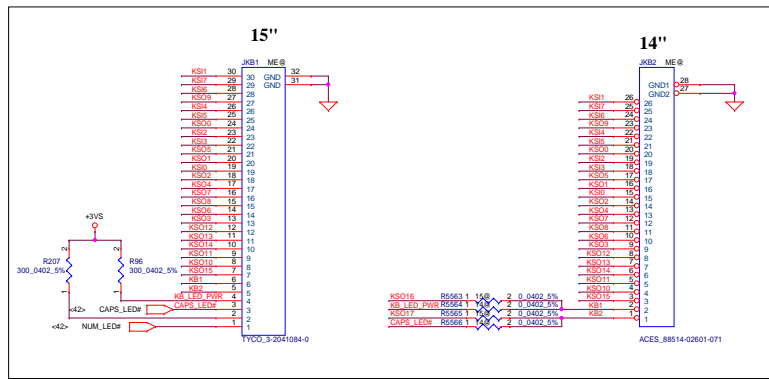 15"
JKB1 ME@
KSI1 30 30 GND 32
KSI7 29 29 GND 31
KSI6 28 28
KSO9 27 27
KSI4 26 26
KSI5 25 25
KSO0 24 24
KSI2 23 23
KSI3 22 22
KSO5 21 21
KSO1 20 20
KSI0 19 19
KSO2 18 18
KSO4 17 17
KSO7 16 16
KSO8 15 15
KSO6 14 14
KSO3 13 13
KSO12 12 12
KSO13 11 11
KSO14 10 10
KSO11 9 9
KSO10 8 8
KSO15 7 7
KB1 6 6
KB2 5 5
KB_LED_PWR 4 4
CAPS_LED# 3 3
2 2
1 1
TYCO_3-2041084-0
+3VS
2 2
R207 R96
300_0402_5% 300_0402_5%
1 1
<42> CAPS_LED#
<42> NUM_LED#
14"
JKB2 ME@
GND1 28
GND2 27
KSI1 26 26
KSI7 25 25
KSI6 24 24
KSO9 23 23
KSI4 22 22
KSI5 21 21
KSO0 20 20
KSI2 19 19
KSI3 18 18
KSO5 17 17
KSO1 16 16
KSI0 15 15
KSO2 14 14
KSO4 13 13
KSO7 12 12
KSO8 11 11
KSO6 10 10
KSO3 9 9
KSO12 8 8
KSO13 7 7
KSO14 6 6
KSO11 5 5
KSO10 4 4
KSO15 3 3
KB1 2 2
KB2 1 1
ACES_88514-02601-071
KSO16 R5563 1 15@ 2 0_0402_5%
KB_LED_PWR R5564 1 14@ 2 0_0402_5%
KSO17 R5565 1 15@ 2 0_0402_5%
CAPS_LED# R5566 1 14@ 2 0_0402_5%